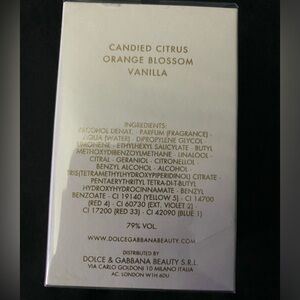 CANDIED CITRUS
ORANGE BLOSSOM
VANILLA
INGREDIENTS:
ALCOHOL DENAT. · PARFUM (FRAGRANCE) ·
AQUA (WATER) · DIPROPYLENE GLYCOL
LIMONENE · ETHYLHEXYL SALICYLATE · BUTYL
METHOXYDIBENZOYLMETHANE · LINALOOL ·
CITRAL · GERANIOL · CITRONELLOL ·
BENZYL ALCOHOL · ALCOHOL ·
TRIS(TETRAMETHYLHYDROXYPIPERIDINOL) CITRATE ·
PENTAERYTHRITYL TETRA-DI-T-BUTYL
HYDROXYHYDROCINNAMATE · BENZYL
BENZOATE · CI 19140 (YELLOW 5) · CI 14700
(RED 4) · CI 60730 (EXT. VIOLET 2)
CI 17200 (RED 33) · CI 42090 (BLUE 1)
79% VOL.
WWW.DOLCEGABBANABEAUTY.COM
DISTRIBUTED BY
DOLCE & GABBANA BEAUTY S.R.L.
VIA CARLO GOLDONI 10 MILANO ITALIA
AC. LONDON W1H 6DU